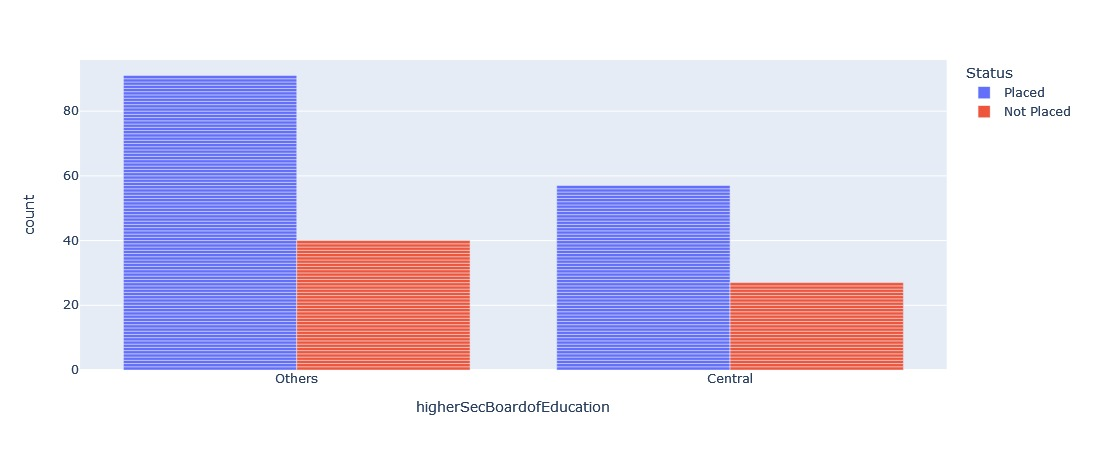 Status
Placed
Not Placed
80
60
40
20
0
count
Others
Central
higherSecBoardofEducation